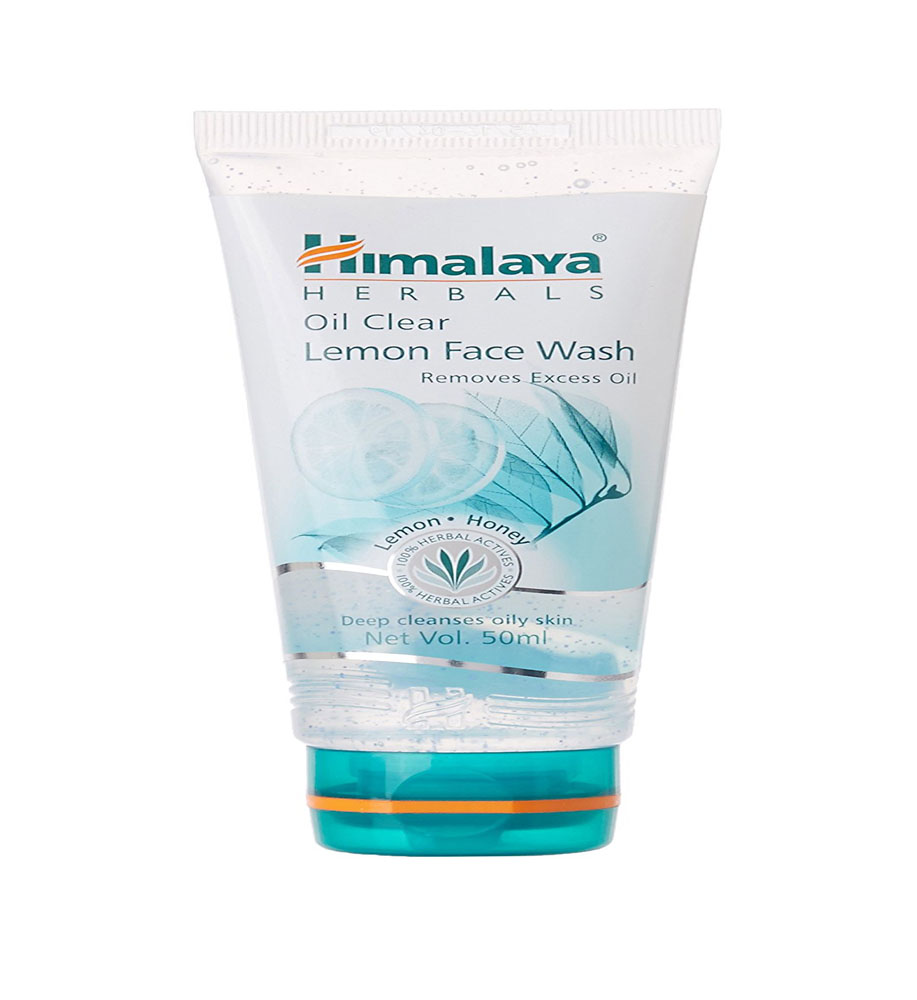 Himalaya®
HERBALS
Oil Clear
Lemon Face Wash
Removes Excess Oil
Lemon • Honey
100% HERBAL ACTIVES
100% HERBAL ACTIVES
Deep cleanses oily skin
Net Vol. 50ml